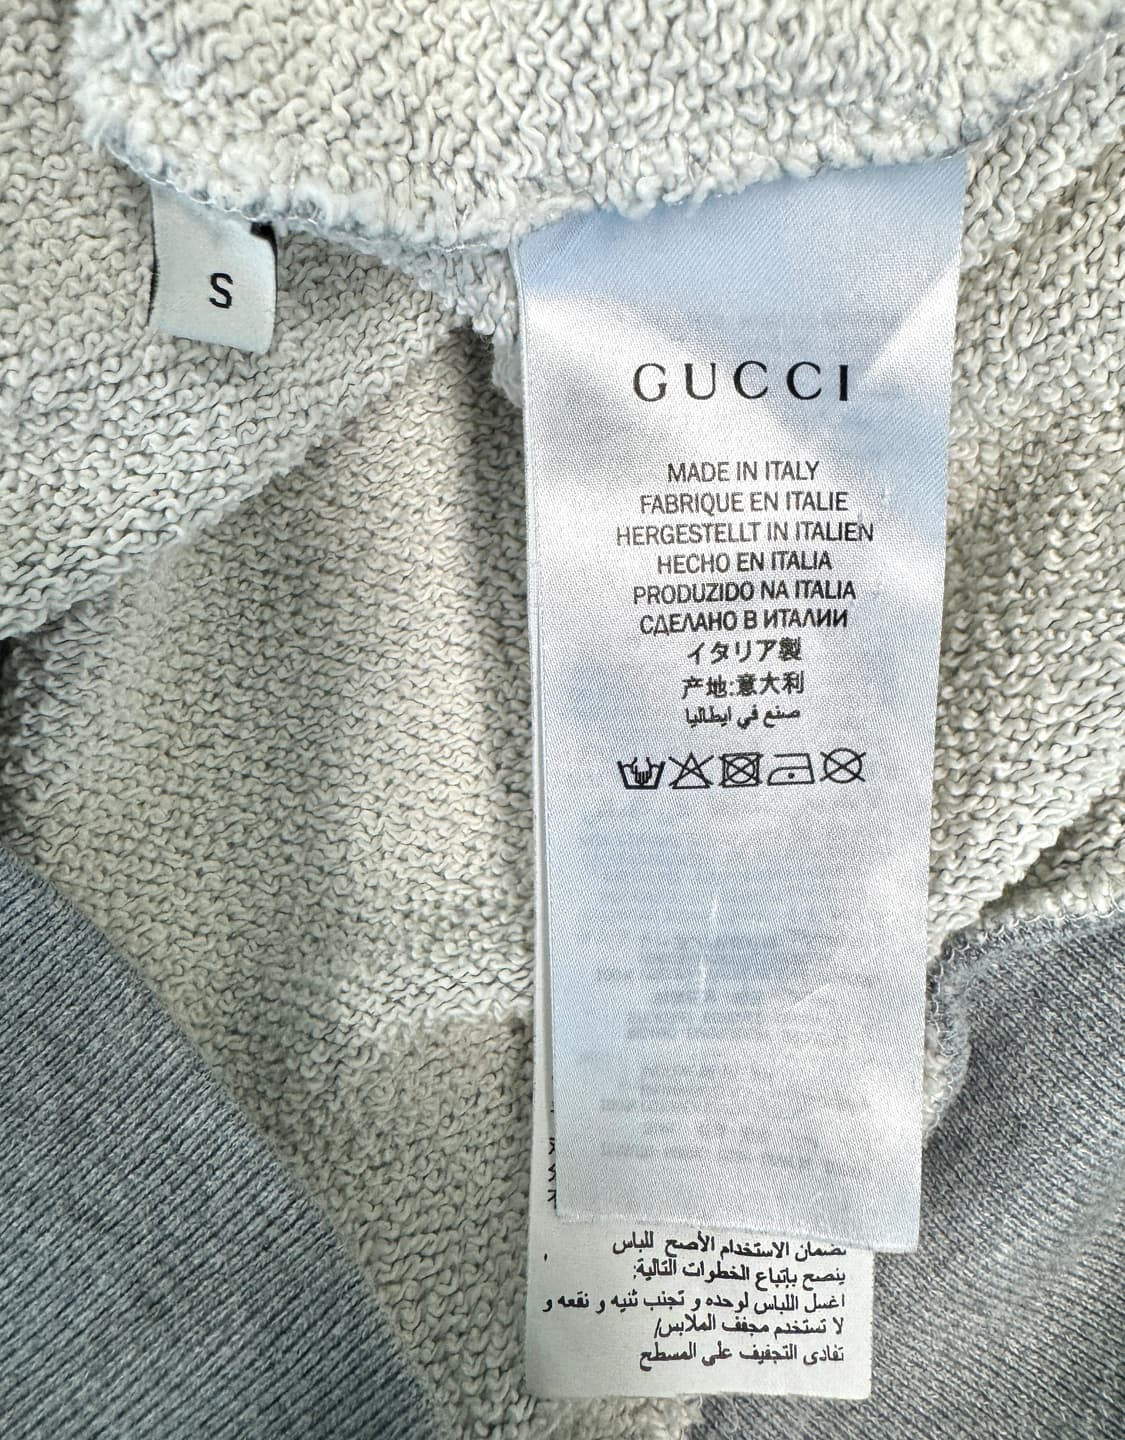 S
GUCCI
MADE IN ITALY
FABRIQUE EN ITALIE
HERGESTELLT IN ITALIEN
HECHO EN ITALIA
PRODUZIDO NA ITALIA
СДЕЛАНО В ИТАЛИИ
イタリア製
产地:意大利
صنع في ايطاليا
لضمان الاستخدام الأصح للباس
ينصح بإتباع الخطوات التالية:
اغسل اللباس لوحده و تجنب ثنيه و نقعه و
لا تستخدم مجفف الملابس/
تفادى التجفيف على المسطح